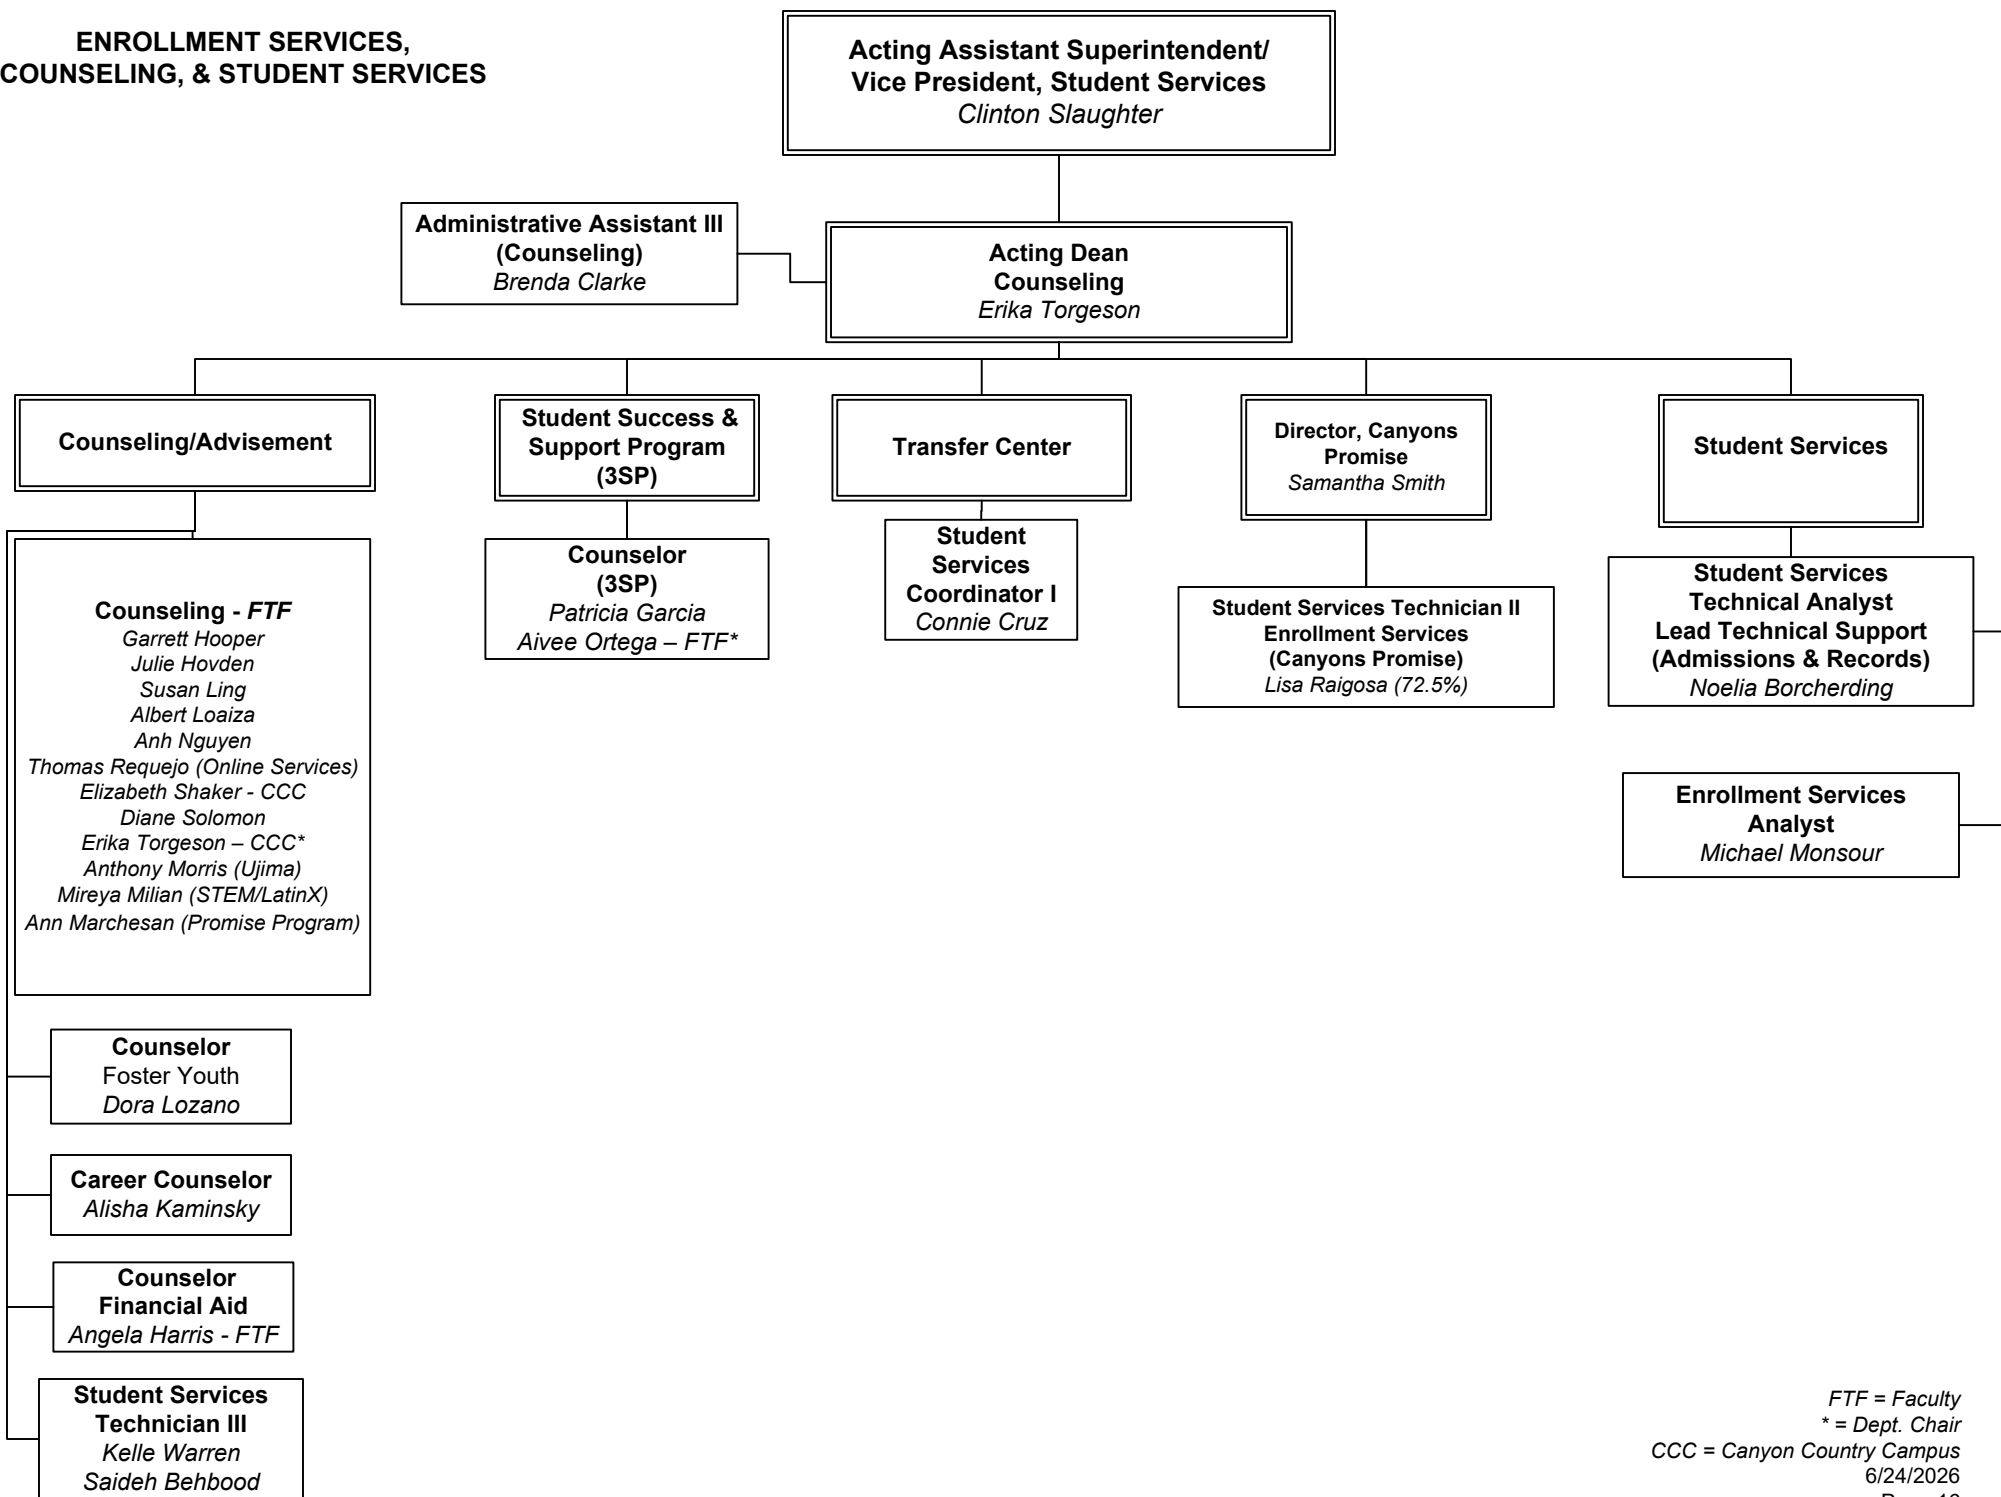 ENROLLMENT SERVICES,
COUNSELING, & STUDENT SERVICES
Acting Assistant Superintendent/
Vice President, Student Services
Clinton Slaughter
Administrative Assistant III
(Counseling)
Brenda Clarke
Acting Dean
Counseling
Erika Torgeson
Counseling/Advisement
Student Success &
Support Program
(3SP)
Transfer Center
Director, Canyons
Promise
Samantha Smith
Student Services
Counseling - FTF
Garrett Hooper
Julie Hovden
Susan Ling
Albert Loaiza
Anh Nguyen
Thomas Requejo (Online Services)
Elizabeth Shaker - CCC
Diane Solomon
Erika Torgeson – CCC*
Anthony Morris (Ujima)
Mireya Milian (STEM/LatinX)
Ann Marchesan (Promise Program)
Counselor
(3SP)
Patricia Garcia
Aivee Ortega – FTF*
Student
Services
Coordinator I
Connie Cruz
Student Services Technician II
Enrollment Services
(Canyons Promise)
Lisa Raigosa (72.5%)
Student Services
Technical Analyst
Lead Technical Support
(Admissions & Records)
Noelia Borcherding
Enrollment Services
Analyst
Michael Monsour
Counselor
Foster Youth
Dora Lozano
Career Counselor
Alisha Kaminsky
Counselor
Financial Aid
Angela Harris - FTF
Student Services
Technician III
Kelle Warren
Saideh Behbood
FTF = Faculty
* = Dept. Chair
CCC = Canyon Country Campus
6/24/2026